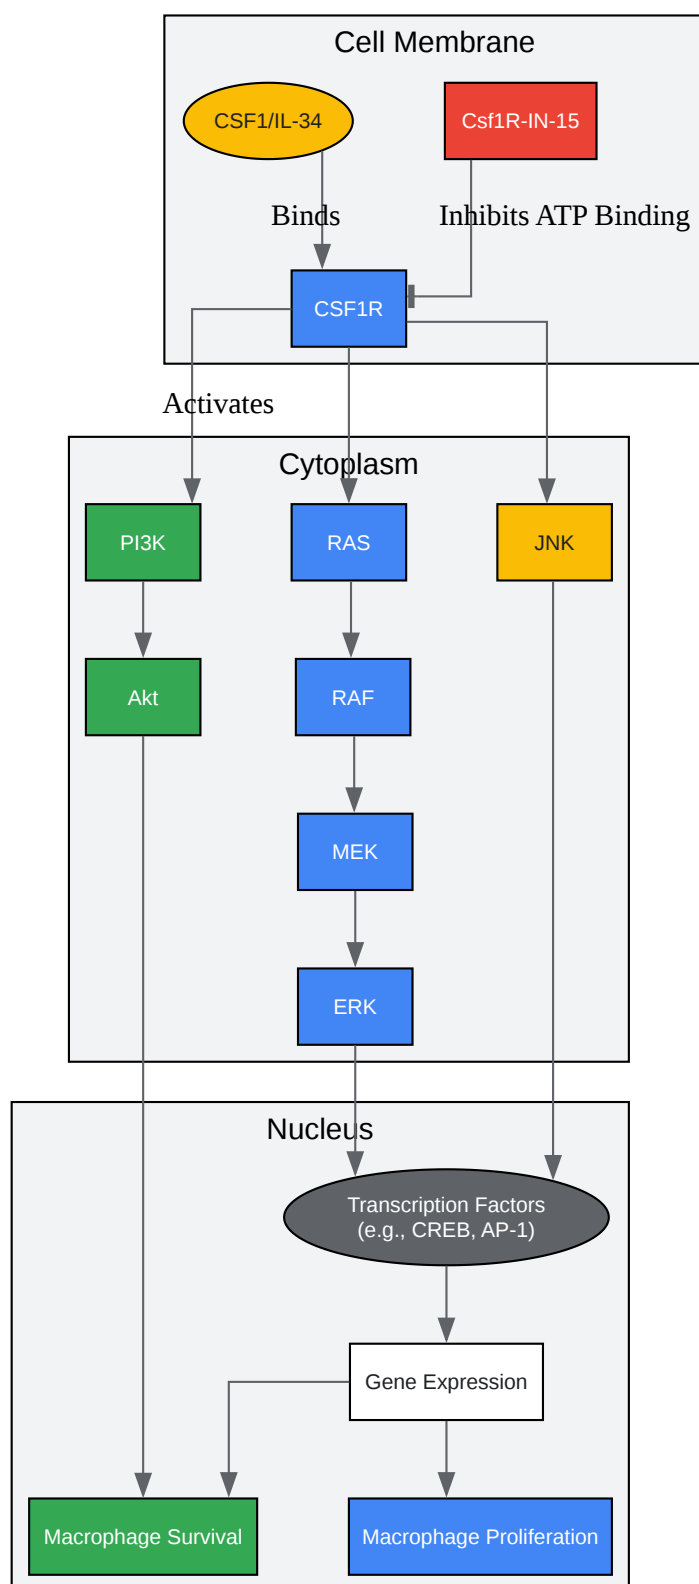 Cell Membrane
CSF1/IL-34
Csf1R-IN-15
Binds
Inhibits ATP Binding
CSF1R
Activates
Cytoplasm
PI3K
RAS
JNK
Akt
RAF
MEK
ERK
Nucleus
Transcription Factors
(e.g., CREB, AP-1)
Gene Expression
Macrophage Survival
Macrophage Proliferation